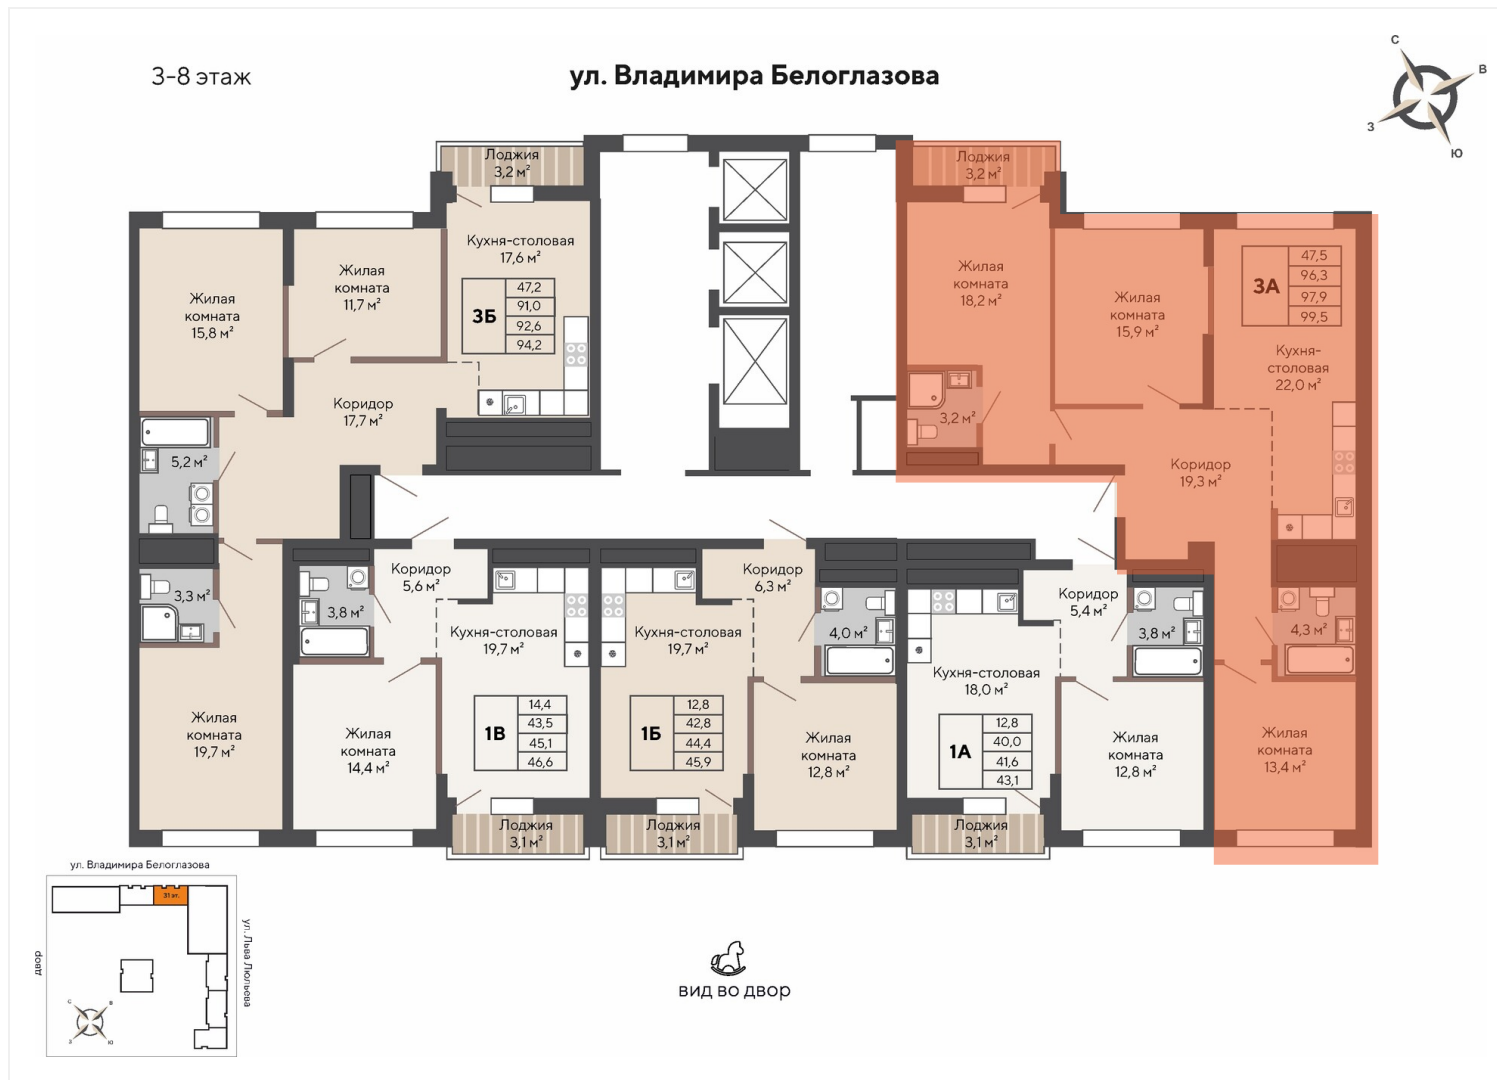 3-8 этаж
ул. Владимира Белоглазова
С
В
З
Ю
Лоджия
3,2 м²
Кухня-столовая
17,6 м²
Жилая
комната
11,7 м²
Жилая
комната
15,8 м²
3Б
47,2
91,0
92,6
94,2
Коридор
17,7 м²
5,2 м²
3,3 м²
Жилая
комната
19,7 м²
Лоджия
3,2 м²
Жилая
комната
18,2 м²
Жилая
комната
15,9 м²
3А
47,5
96,3
97,9
99,5
Кухня-
столовая
22,0 м²
3,2 м²
Коридор
19,3 м²
4,3 м²
Жилая
комната
13,4 м²
Коридор
5,6 м²
3,8 м²
Кухня-столовая
19,7 м²
Жилая
комната
14,4 м²
1В
14,4
43,5
45,1
46,6
Лоджия
3,1 м²
Коридор
6,3 м²
4,0 м²
Кухня-столовая
19,7 м²
1Б
12,8
42,8
44,4
45,9
Жилая
комната
12,8 м²
Лоджия
3,1 м²
Коридор
5,4 м²
3,8 м²
Кухня-столовая
18,0 м²
1А
12,8
40,0
41,6
43,1
Жилая
комната
12,8 м²
Лоджия
3,1 м²
ул. Владимира Белоглазова
31 эт.
двор
ул. Льва Люльева
С
В
З
Ю
вид во двор